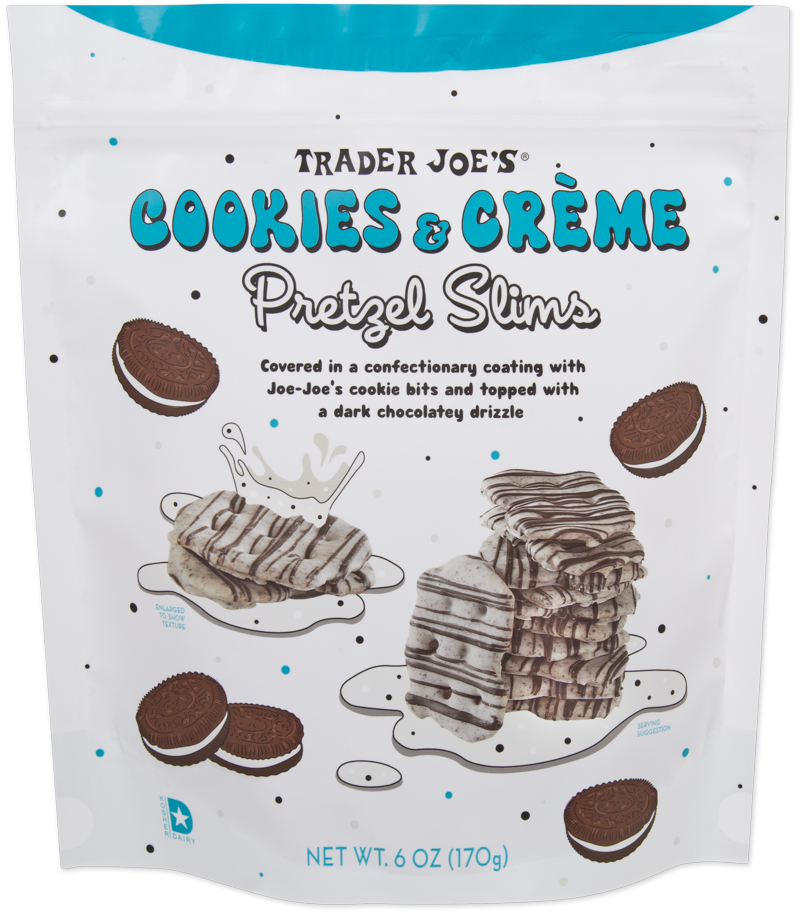 TRADER JOE'S®
COOKIES & CRÈME
Pretzel Slims
Covered in a confectionary coating with
Joe-Joe's cookie bits and topped with
a dark chocolatey drizzle
ENLARGED
TO SHOW
TEXTURE
SERVING
SUGGESTION
KOSHER
D
DAIRY
NET WT. 6 OZ (170g)